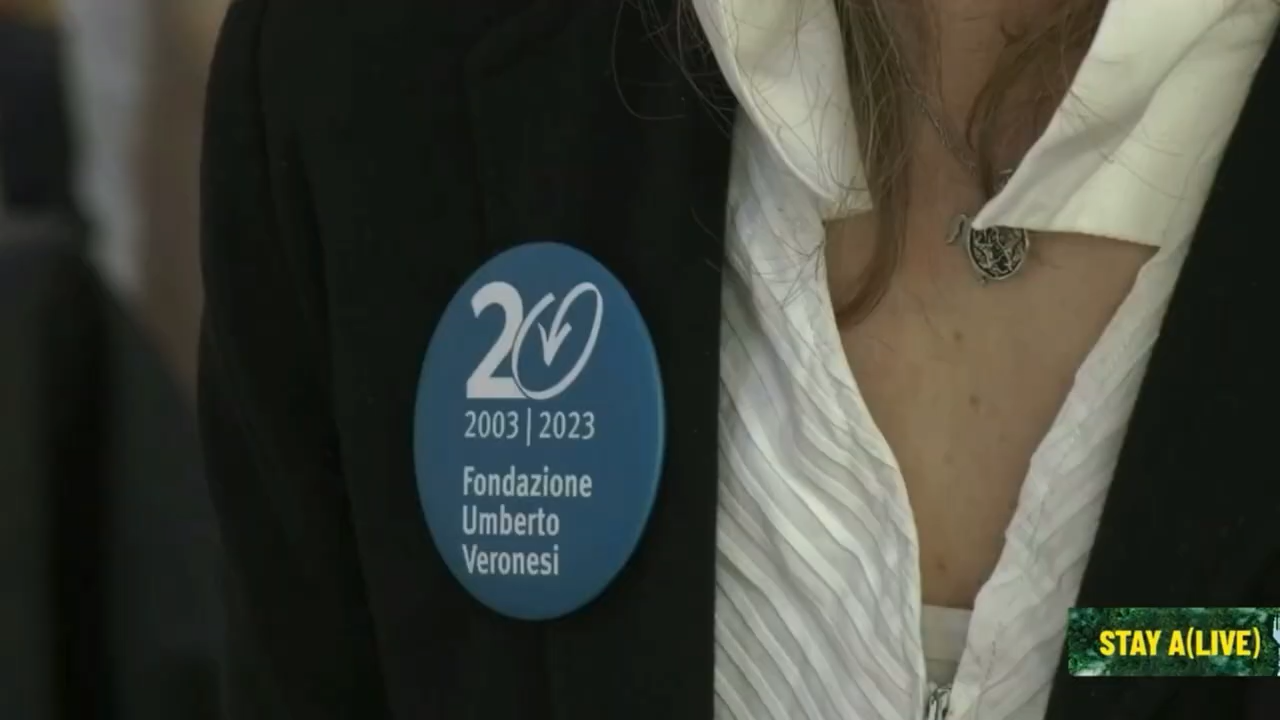 20
2003 | 2023
Fondazione
Umberto
Veronesi
STAY A(LIVE)